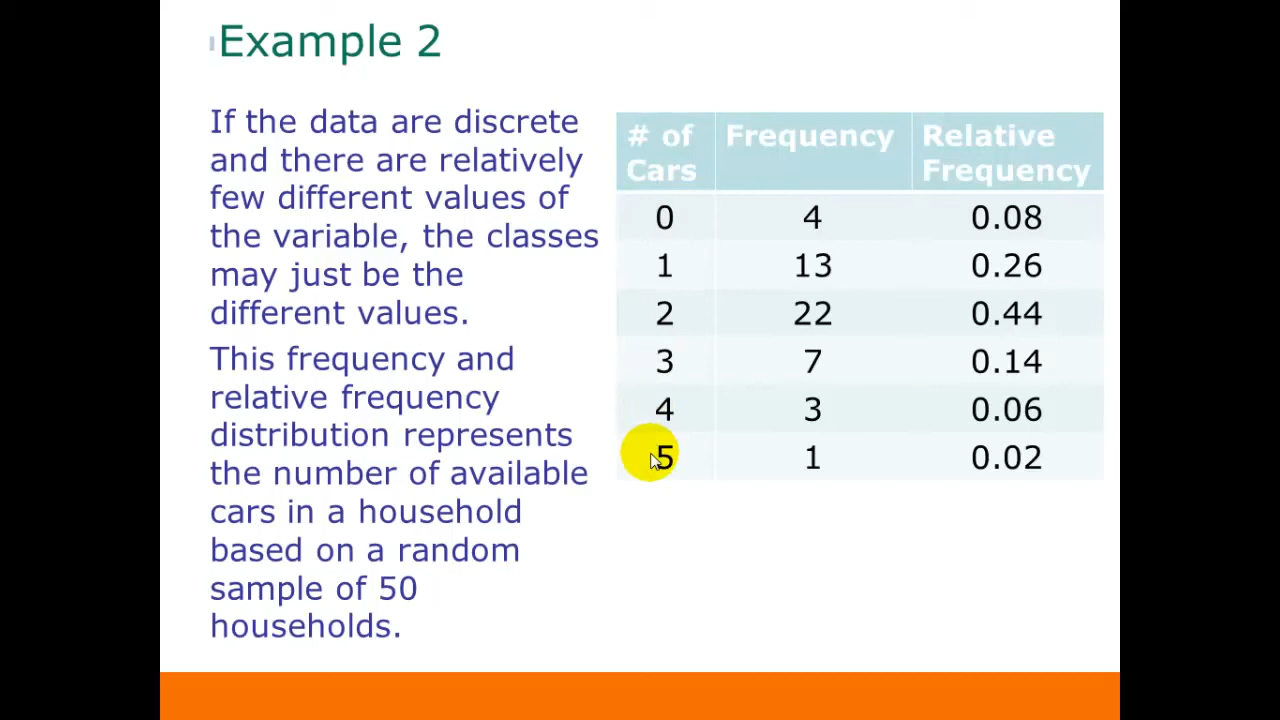 Example 2
If the data are discrete
and there are relatively
few different values of
the variable, the classes
may just be the
different values.
This frequency and
relative frequency
distribution represents
the number of available
cars in a household
based on a random
sample of 50
households.
# of Cars Frequency Relative Frequency
0 4 0.08
1 13 0.26
2 22 0.44
3 7 0.14
4 3 0.06
5 1 0.02